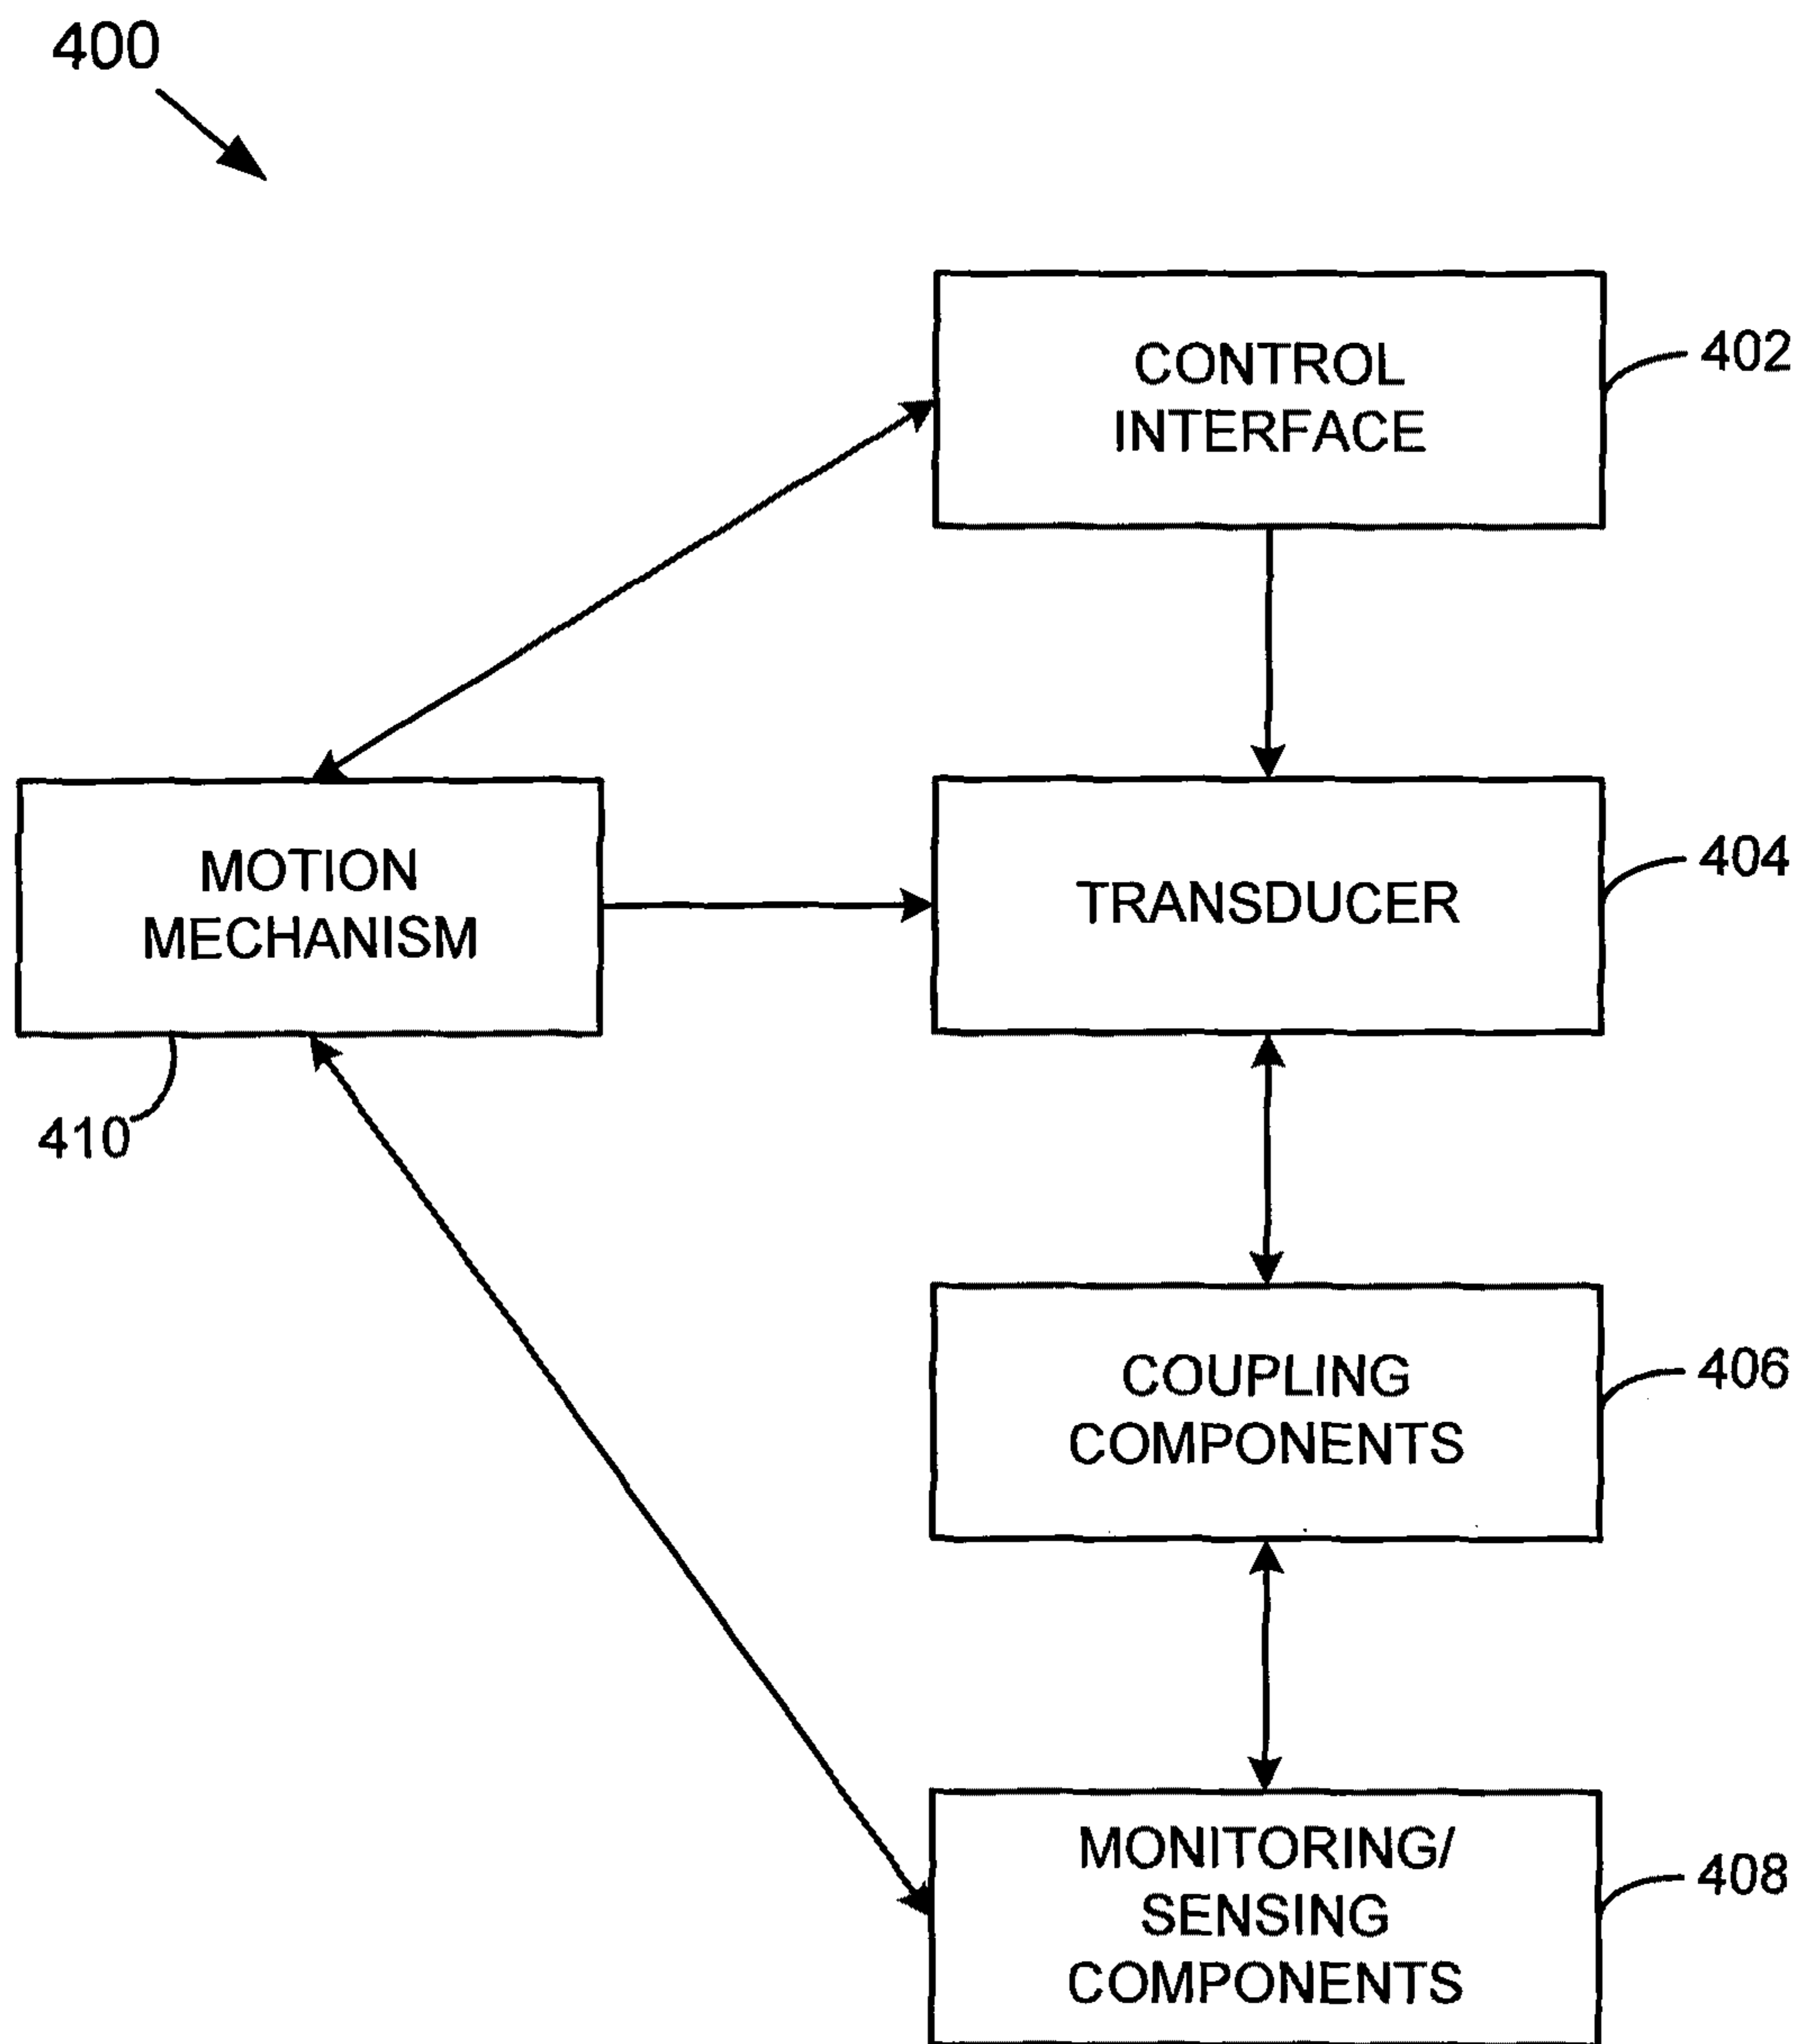 400
CONTROL
INTERFACE
402
MOTION
MECHANISM
410
TRANSDUCER
404
COUPLING
COMPONENTS
406
MONITORING/
SENSING
COMPONENTS
408